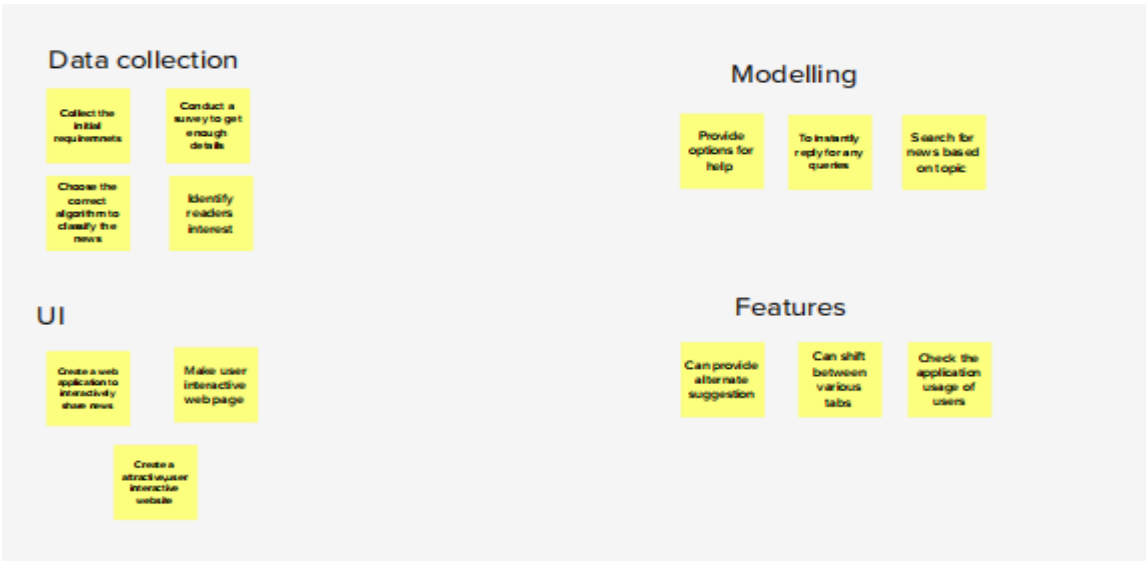 Data collection
Collect the
initial
requiremnets
Conduct a
survey to get
enough
details
Choose the
correct
algorithm to
classify the
news
Identify
readers
interest
Modelling
Provide
options for
help
To instantly
reply for any
queries
Search for
news based
on topic
UI
Create a web
application to
interactively
share news
Make user
interactive
web page
Create a
attractive,user
interactive
website
Features
Can provide
alternate
suggestion
Can shift
between
various
tabs
Check the
application
usage of
users